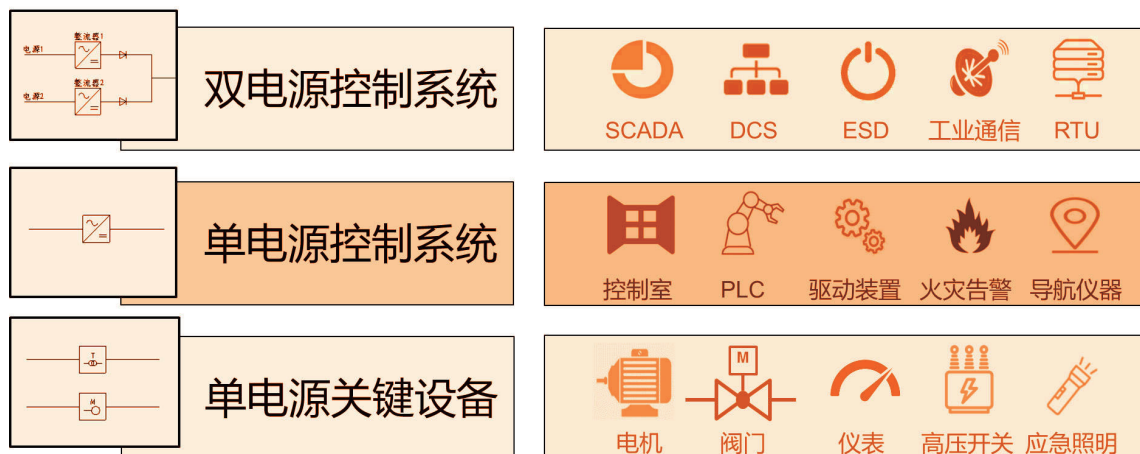 整流器1
电源1
整流器2
电源2
双电源控制系统
SCADA DCS ESD 工业通信 RTU
单电源控制系统
控制室 PLC 驱动装置 火灾告警 导航仪器
T
M
单电源关键设备
M
电机 阀门 仪表 高压开关 应急照明